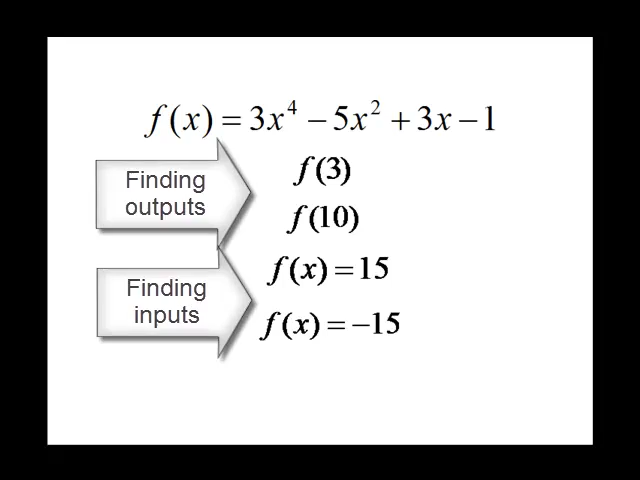 f(x) = 3x⁴ − 5x² + 3x − 1
Finding
outputs
f(3)
f(10)
Finding
inputs
f(x) = 15
f(x) = −15